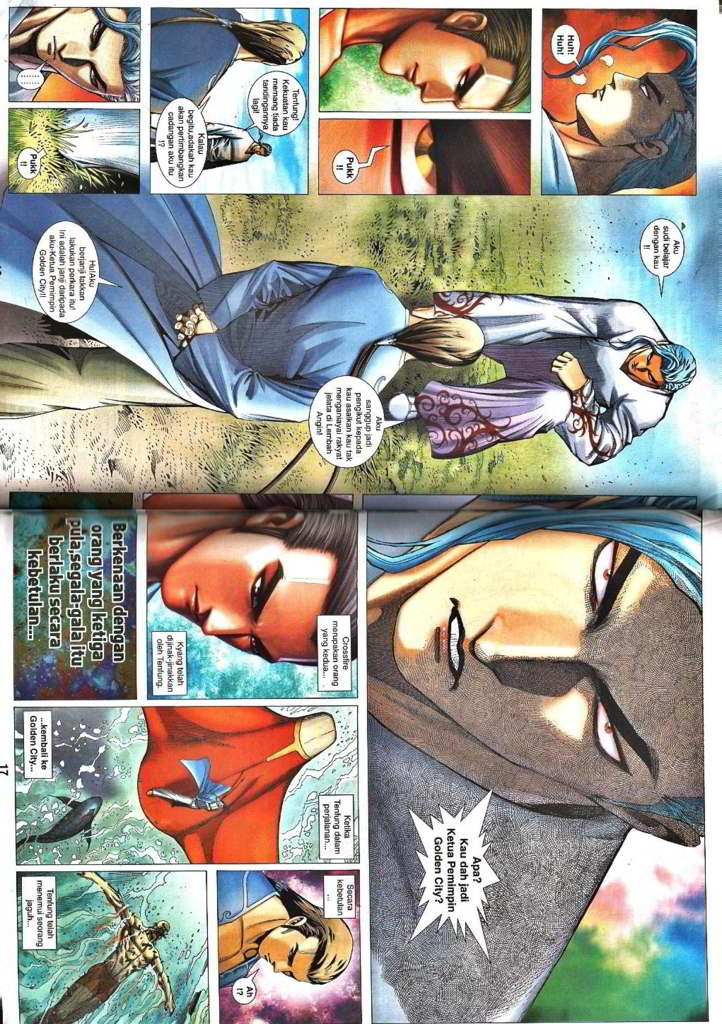 Huh!
Huh!
Pukk
!!
Tenfung!
Kekuatan kau
memang tiada
tandingannya
lagi!
Kalau
begitu,adakah kau
akan pertimbangkan
cadangan aku itu
!?
......
Pukk
!!
Aku
sudi belajar
dengan kau
!!
Aku
sanggup jadi
pengikut kepada
kau asalkan kau tak
menganiayai rakyat
jelata di Lembah
Angin!
Hu!Aku
berjanji takkan
lakukan perkara itu!
Ini adalah janji daripada
aku-Ketua Pemimpin
Golden City!!
Apa?
Kau dah jadi
Ketua Pemimpin
Golden City?
Crossfire
merupakan orang
yang kedua...
Kyang telah
dijinak-jinakkan
oleh Tenfung.
Berkenaan dengan
orang yang ketiga
pula,segala-gala itu
berlaku secara
kebetulan....
Ketika
Tenfung dalam
perjalanan...
...kembali ke
Golden City...
Secara
kebetulan
...
Ah
!?
Tenfung telah
menemui seorang
jaguh...
17